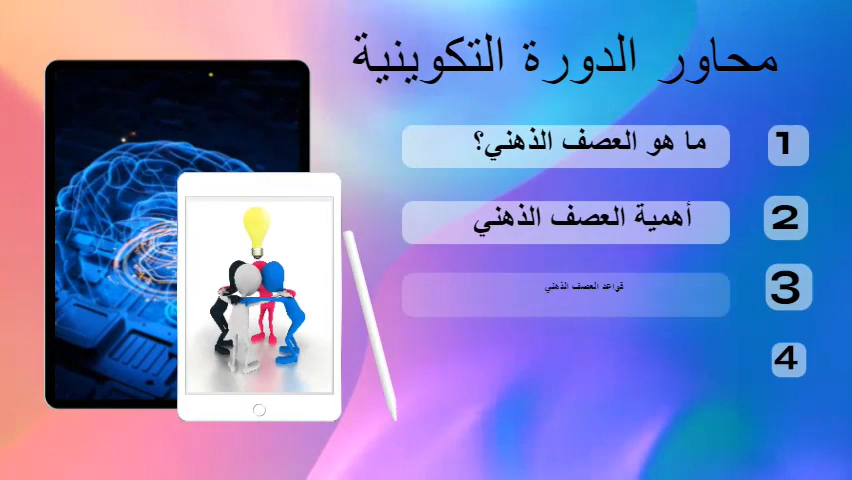 محاور الدورة التكوينية
1 ما هو العصف الذهني؟
2 أهمية العصف الذهني
3 قواعد العصف الذهني
4